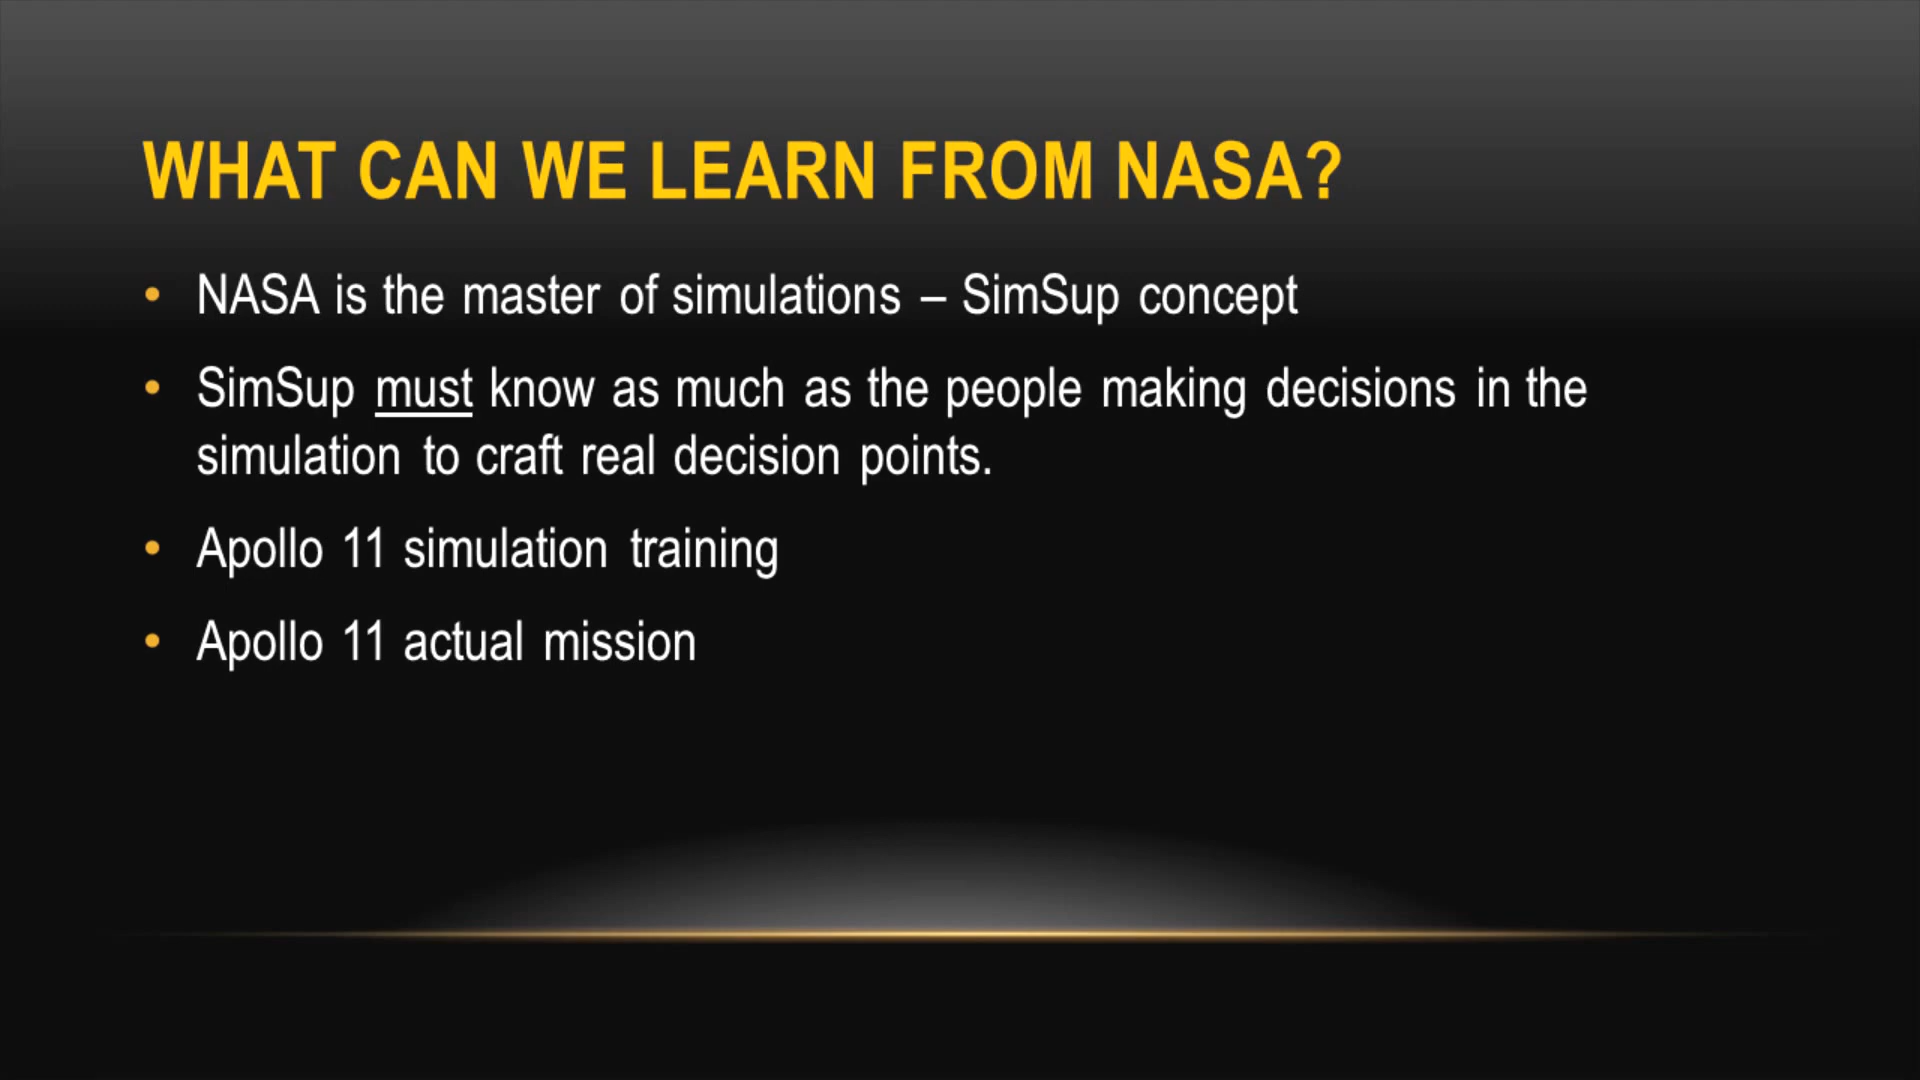 WHAT CAN WE LEARN FROM NASA?
• NASA is the master of simulations – SimSup concept
• SimSup must know as much as the people making decisions in the
simulation to craft real decision points.
• Apollo 11 simulation training
• Apollo 11 actual mission